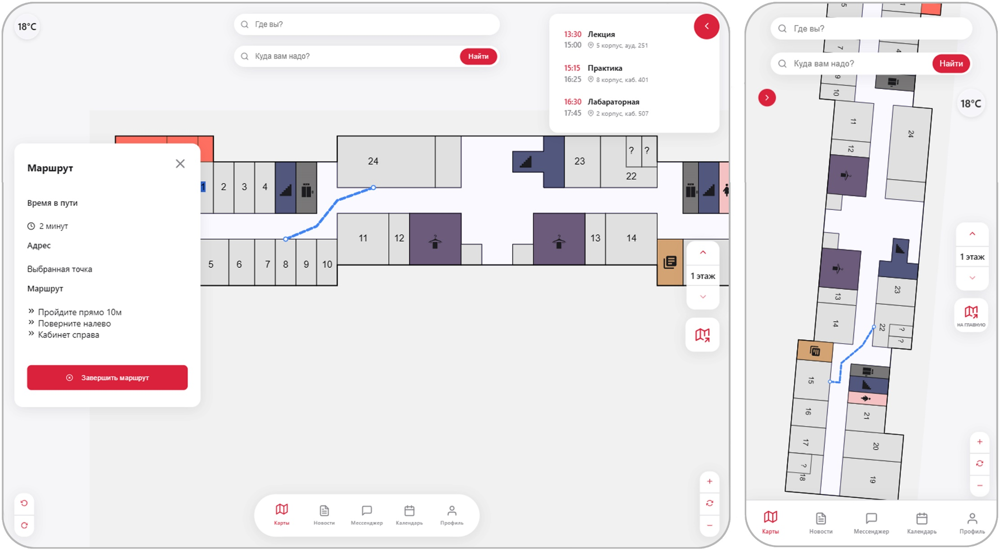 18°C
Где вы?
Куда вам надо?
Найти
13:30 Лекция
15:00 5 корпус, ауд. 251
15:15 Практика
16:25 8 корпус, каб. 401
16:30 Лабараторная
17:45 2 корпус, каб. 507
Маршрут
Время в пути
2 минут
Адрес
Выбранная точка
Маршрут
Пройдите прямо 10м
Поверните налево
Кабинет справа
Завершить маршрут
24
23
? ?
22
1 2 3 4
11 12
13 14
5 6 7 8 9 10
1 этаж
+
−
Карты Новости Мессенджер Календарь Профиль
5
1
Где вы?
7
4
Куда вам надо?
Найти
9
10
18°C
11
24
12
1 этаж
23
13
14
22
?
?
НА ГЛАВНУЮ
15
16
21
17
20
?
18
19
+
−
Карты Новости Мессенджер Календарь Профиль